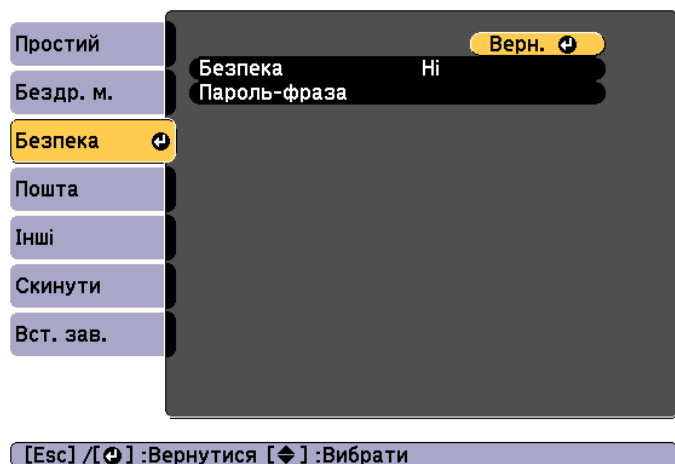 Простий
Бездр. м.
Безпека
Пошта
Інші
Скинути
Вст. зав.
Верн.
Безпека Ні
Пароль-фраза
[Esc] /[⏎] :Вернутися [◆] :Вибрати